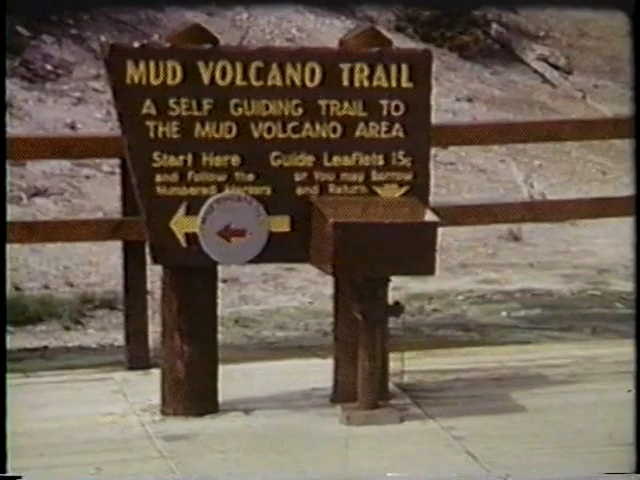 MUD VOLCANO TRAIL
A SELF GUIDING TRAIL TO
THE MUD VOLCANO AREA
Start Here
and Follow the
Numbered Markers
Guide Leaflets 15¢
or You may Borrow
and Return